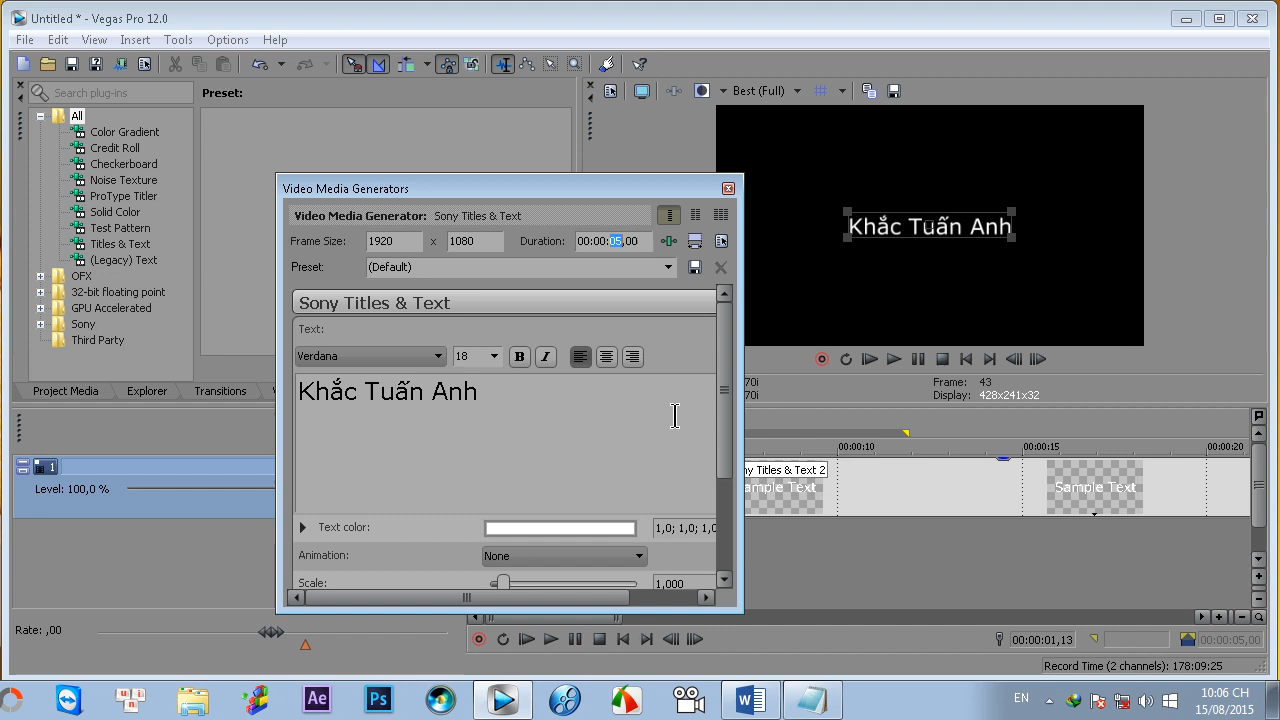 Untitled * - Vegas Pro 12.0
File Edit View Insert Tools Options Help
Search plug-ins
Preset:
Best (Full)
All
Color Gradient
Credit Roll
Checkerboard
Noise Texture
ProType Titler
Solid Color
Test Pattern
Titles & Text
(Legacy) Text
OFX
32-bit floating point
GPU Accelerated
Sony
Third Party
Khắc Tuấn Anh
Video Media Generators
Video Media Generator: Sony Titles & Text
Frame Size: 1920 x 1080 Duration: 00:00:05,00
Preset: (Default)
Sony Titles & Text
Text:
Verdana 18 B I
Khắc Tuấn Anh
Text color: 1,0; 1,0; 1,0
Animation: None
Scale: 1,000
Project Media Explorer Transitions
70i Frame: 43
70i Display: 428x241x32
00:00:10 00:00:15 00:00:20
1
ny Titles & Text 2
Level: 100,0 %
ample Text
Sample Text
Rate: ,00
00:00:01,13
00:00:05,00
Record Time (2 channels): 178:09:25
Ae Ps EN
10:06 CH
15/08/2015